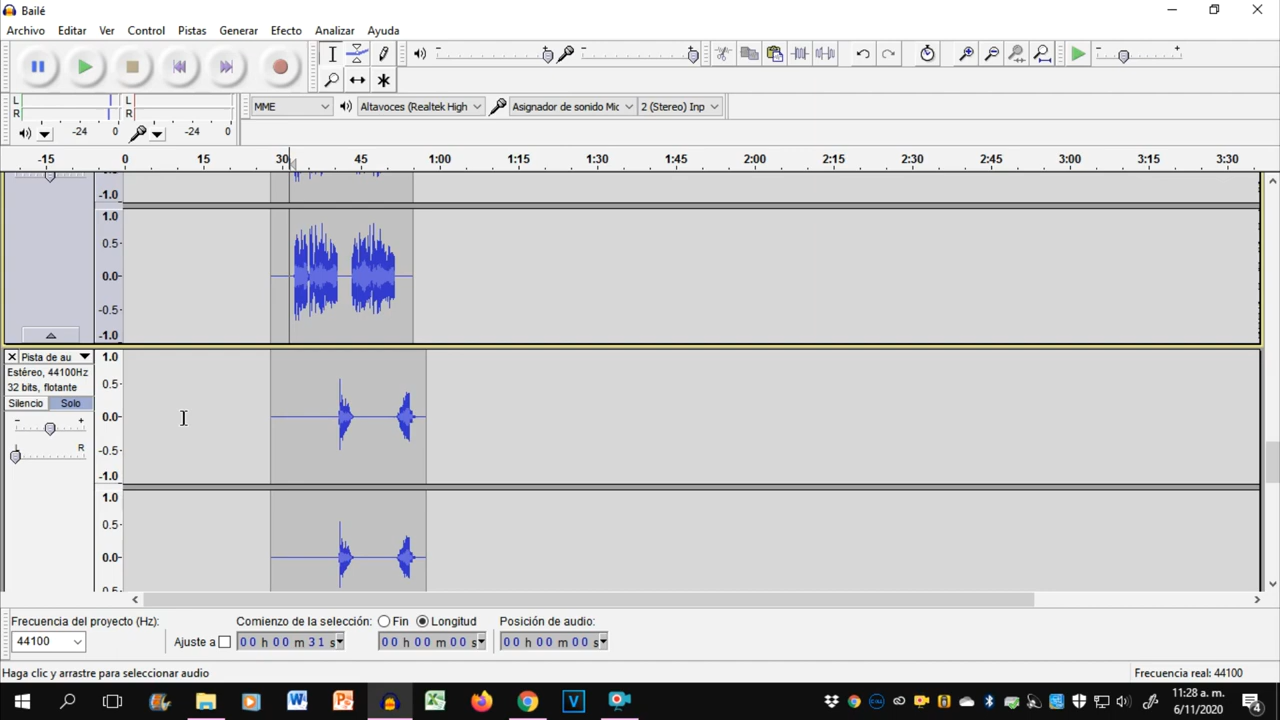 Bailé
Archivo Editar Ver Control Pistas Generar Efecto Analizar Ayuda
L
R
-24 0
L
R
-24 0
MME Altavoces (Realtek High Asignador de sonido Mic 2 (Stereo) Inp
-15 0 15 30 45 1:00 1:15 1:30 1:45 2:00 2:15 2:30 2:45 3:00 3:15 3:30
-1.0
1.0
0.5
0.0
-0.5
-1.0
Pista de au 1.0
Estéreo, 44100Hz
32 bits, flotante 0.5
Silencio Solo
0.0
L R
-0.5
-1.0
1.0
0.5
0.0
Frecuencia del proyecto (Hz): Comienzo de la selección: Fin Longitud Posición de audio:
44100 Ajuste a 00 h 00 m 31 s 00 h 00 m 00 s 00 h 00 m 00 s
Haga clic y arrastre para seleccionar audio Frecuencia real: 44100
11:28 a. m.
6/11/2020
4